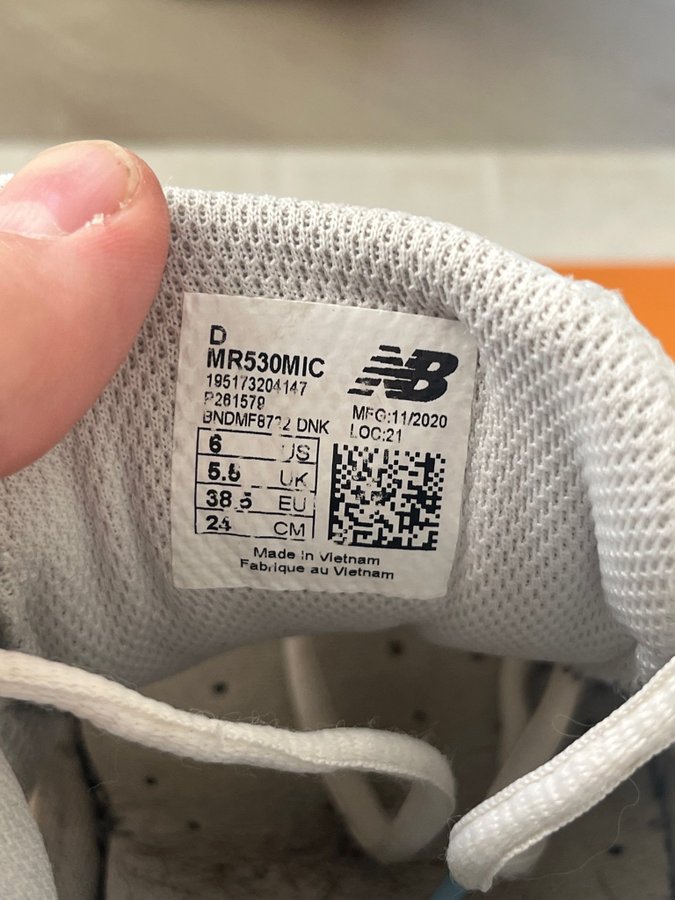 D
MR530MIC
195173204147
P261579
DNK
NB
MFG:11/2020
LOC:21
6 US
5.5 UK
38.5 EU
24 CM
Made in Vietnam
Fabrique au Vietnam